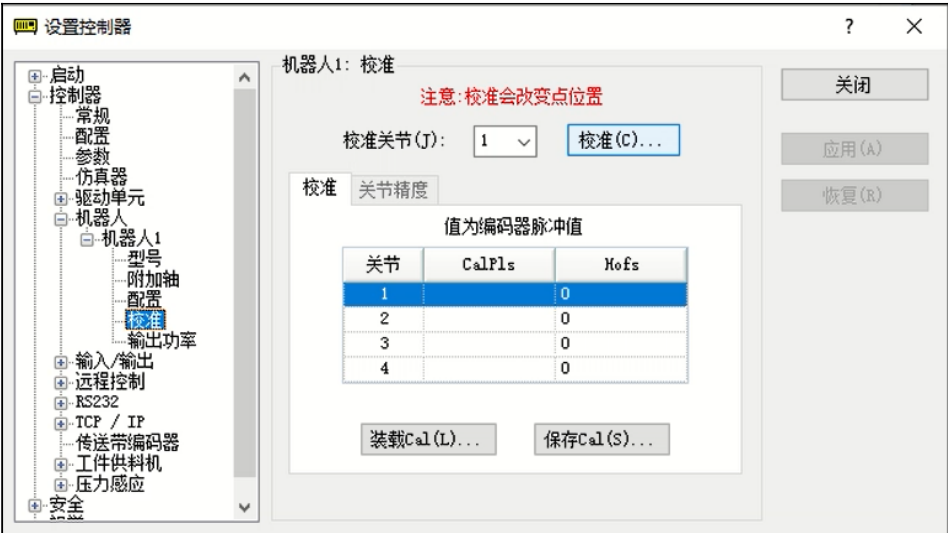 设置控制器
?
启动
控制器
常规
配置
参数
仿真器
驱动单元
机器人
机器人1
型号
附加轴
配置
校准
输出功率
输入/输出
远程控制
RS232
TCP / IP
传送带编码器
工件供料机
压力感应
安全
机器人1: 校准
注意:校准会改变点位置
校准关节(J): 1 校准(C)...
校准 关节精度
值为编码器脉冲值
关节 CalPls Hofs
1 0
2 0
3 0
4 0
装载Cal(L)... 保存Cal(S)...
关闭
应用(A)
恢复(R)